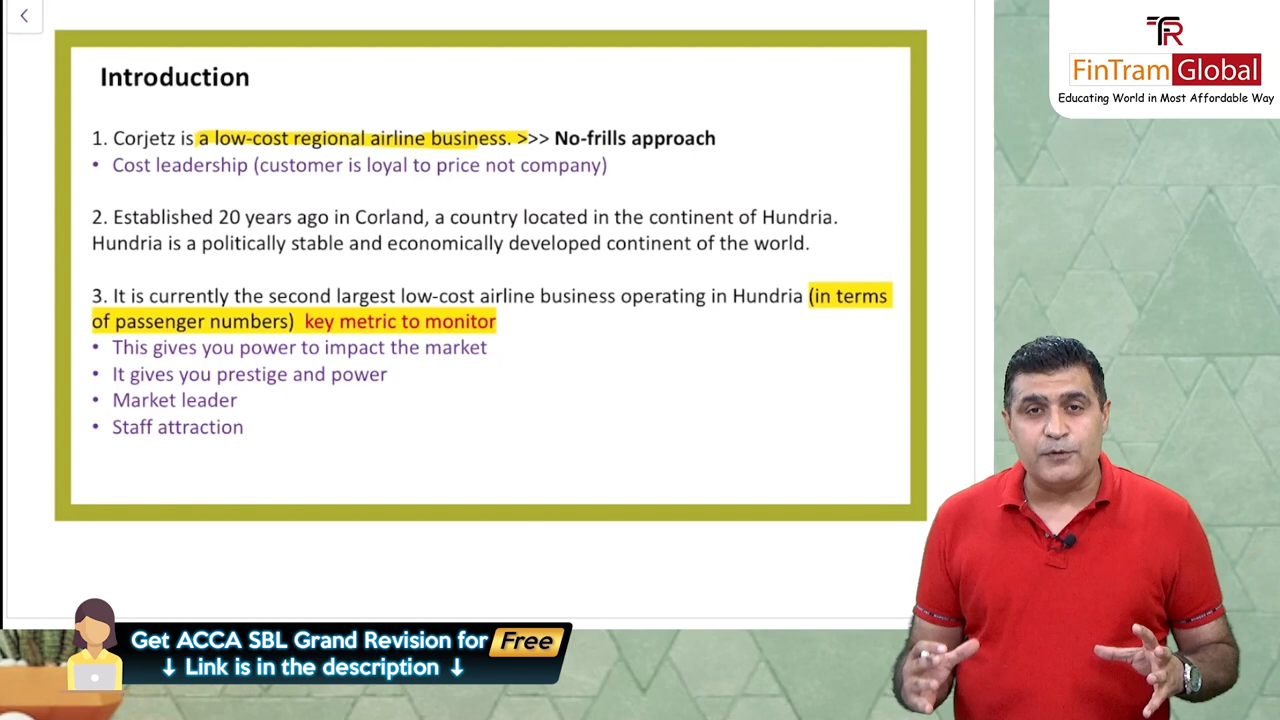 TR
FinTram Global
Educating World in Most Affordable Way
Introduction
1. Corjetz is a low-cost regional airline business. >>> No-frills approach
• Cost leadership (customer is loyal to price not company)
2. Established 20 years ago in Corland, a country located in the continent of Hundria.
Hundria is a politically stable and economically developed continent of the world.
3. It is currently the second largest low-cost airline business operating in Hundria (in terms
of passenger numbers) key metric to monitor
• This gives you power to impact the market
• It gives you prestige and power
• Market leader
• Staff attraction
Get ACCA SBL Grand Revision for Free
↓ Link is in the description ↓